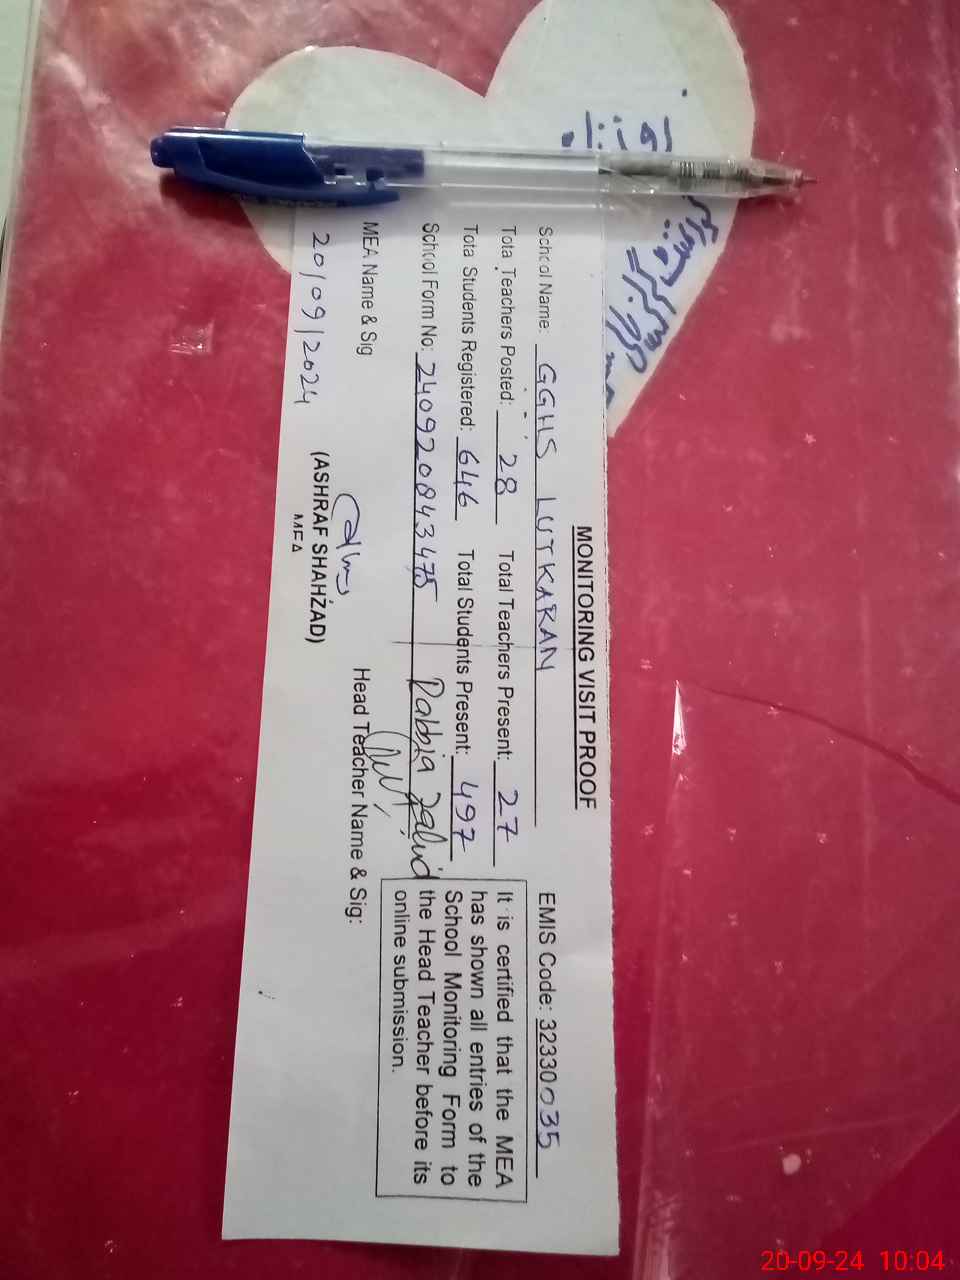 MONITORING VISIT PROOF
School Name: GGHS LUTKARAN EMIS Code: 32330035
Tota Teachers Posted: 28 Total Teachers Present: 27
Tota Students Registered: 646 Total Students Present: 497
School Form No: 240920843475
It is certified that the MEA
has shown all entries of the
School Monitoring Form to
the Head Teacher before its
online submission.
Rabbia
MEA Name & Sig
Head Teacher Name & Sig:
20/09/2024
(ASHRAF SHAHZAD)
MEA
20-09-24 10:04